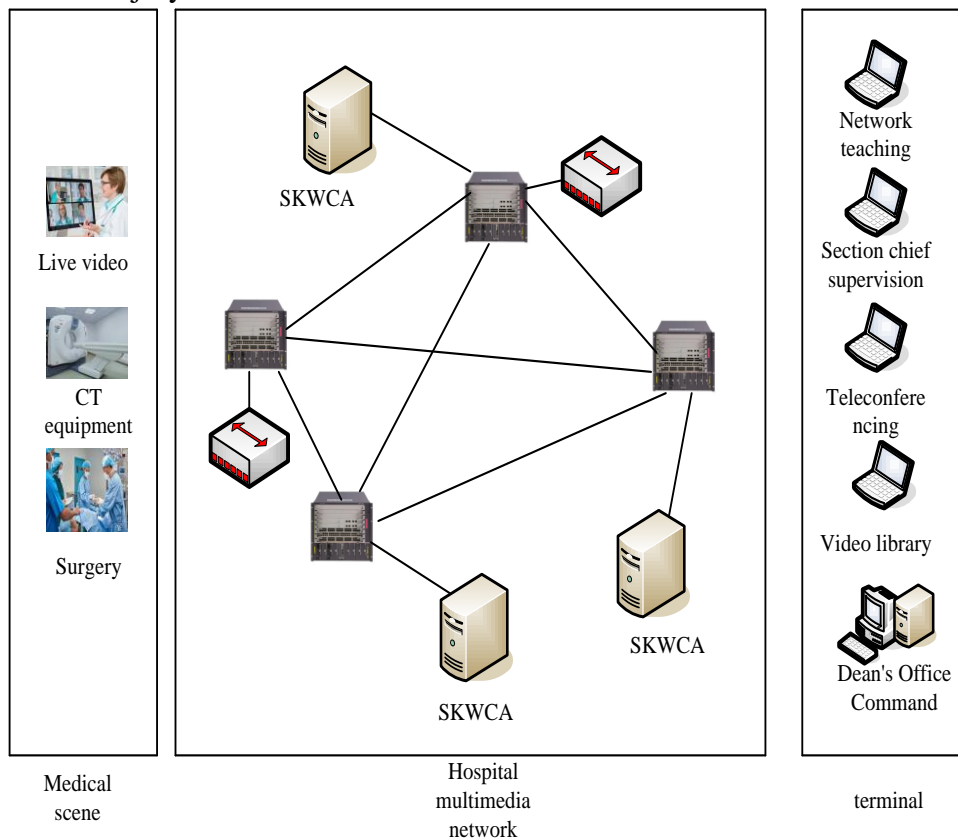 Live video
CT
equipment
Surgery
Medical
scene
SKWCA
SKWCA
SKWCA
Hospital
multimedia
network
Network
teaching
Section chief
supervision
Teleconfere
ncing
Video library
Dean's Office
Command
terminal